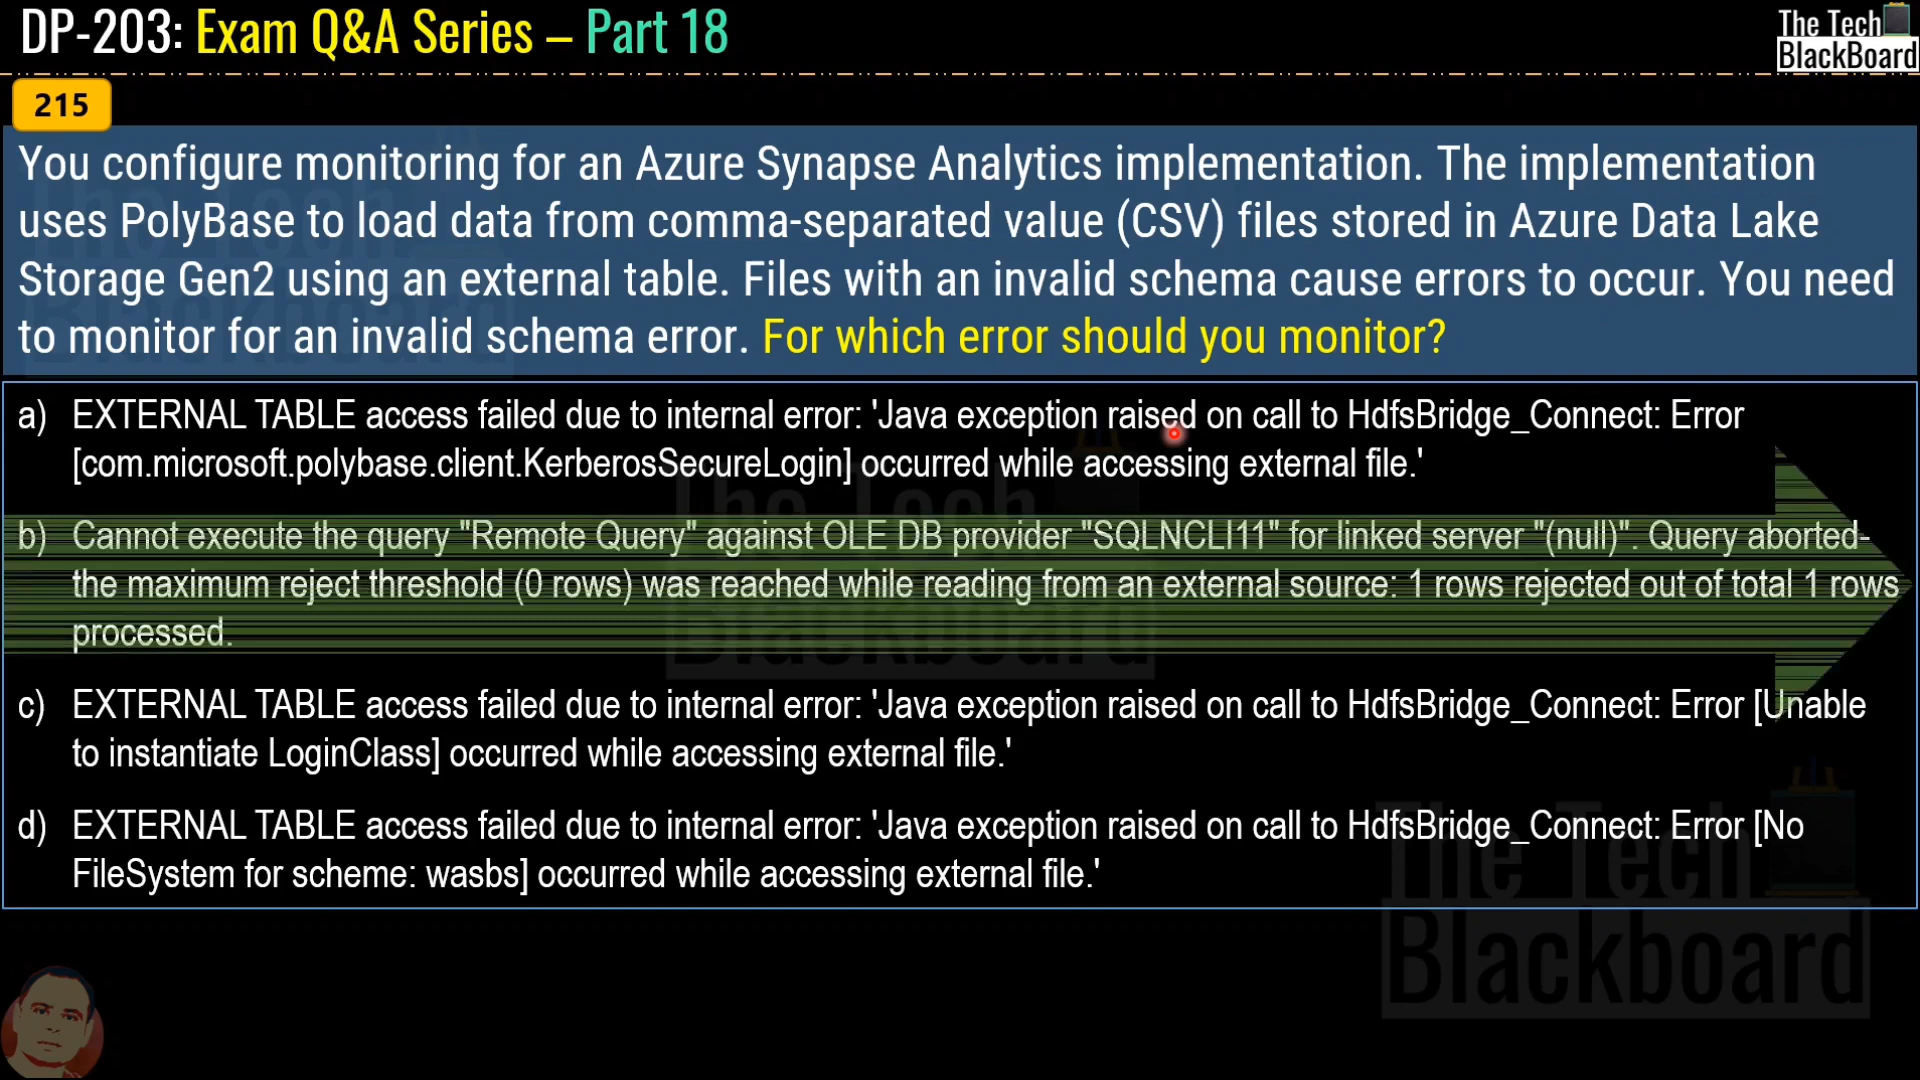 DP-203: Exam Q&A Series – Part 18
The Tech
BlackBoard
215
You configure monitoring for an Azure Synapse Analytics implementation. The implementation
uses PolyBase to load data from comma-separated value (CSV) files stored in Azure Data Lake
Storage Gen2 using an external table. Files with an invalid schema cause errors to occur. You need
to monitor for an invalid schema error. For which error should you monitor?
a) EXTERNAL TABLE access failed due to internal error: 'Java exception raised on call to HdfsBridge_Connect: Error
[com.microsoft.polybase.client.KerberosSecureLogin] occurred while accessing external file.'
b) Cannot execute the query "Remote Query" against OLE DB provider "SQLNCLI11" for linked server "(null)". Query aborted-
the maximum reject threshold (0 rows) was reached while reading from an external source: 1 rows rejected out of total 1 rows
processed.
c) EXTERNAL TABLE access failed due to internal error: 'Java exception raised on call to HdfsBridge_Connect: Error [Unable
to instantiate LoginClass] occurred while accessing external file.'
d) EXTERNAL TABLE access failed due to internal error: 'Java exception raised on call to HdfsBridge_Connect: Error [No
FileSystem for scheme: wasbs] occurred while accessing external file.'
The Tech
Blackboard
The Tech
Blackboard
The Tech
Blackboard